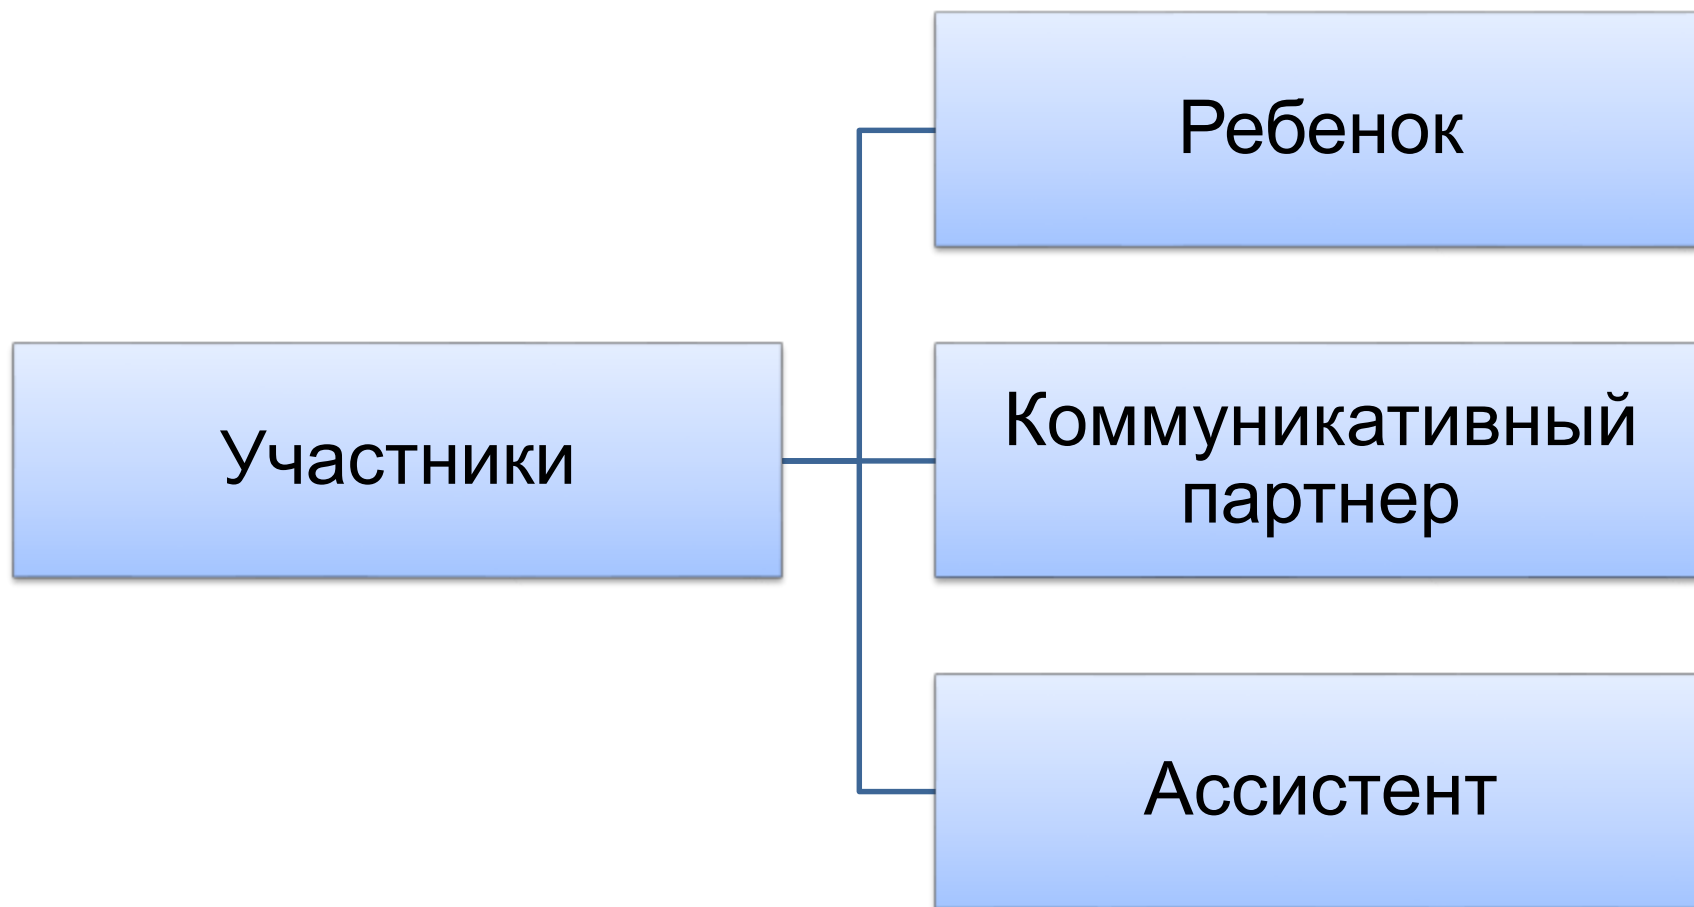 Участники
Ребенок
Коммуникативный
партнер
Ассистент